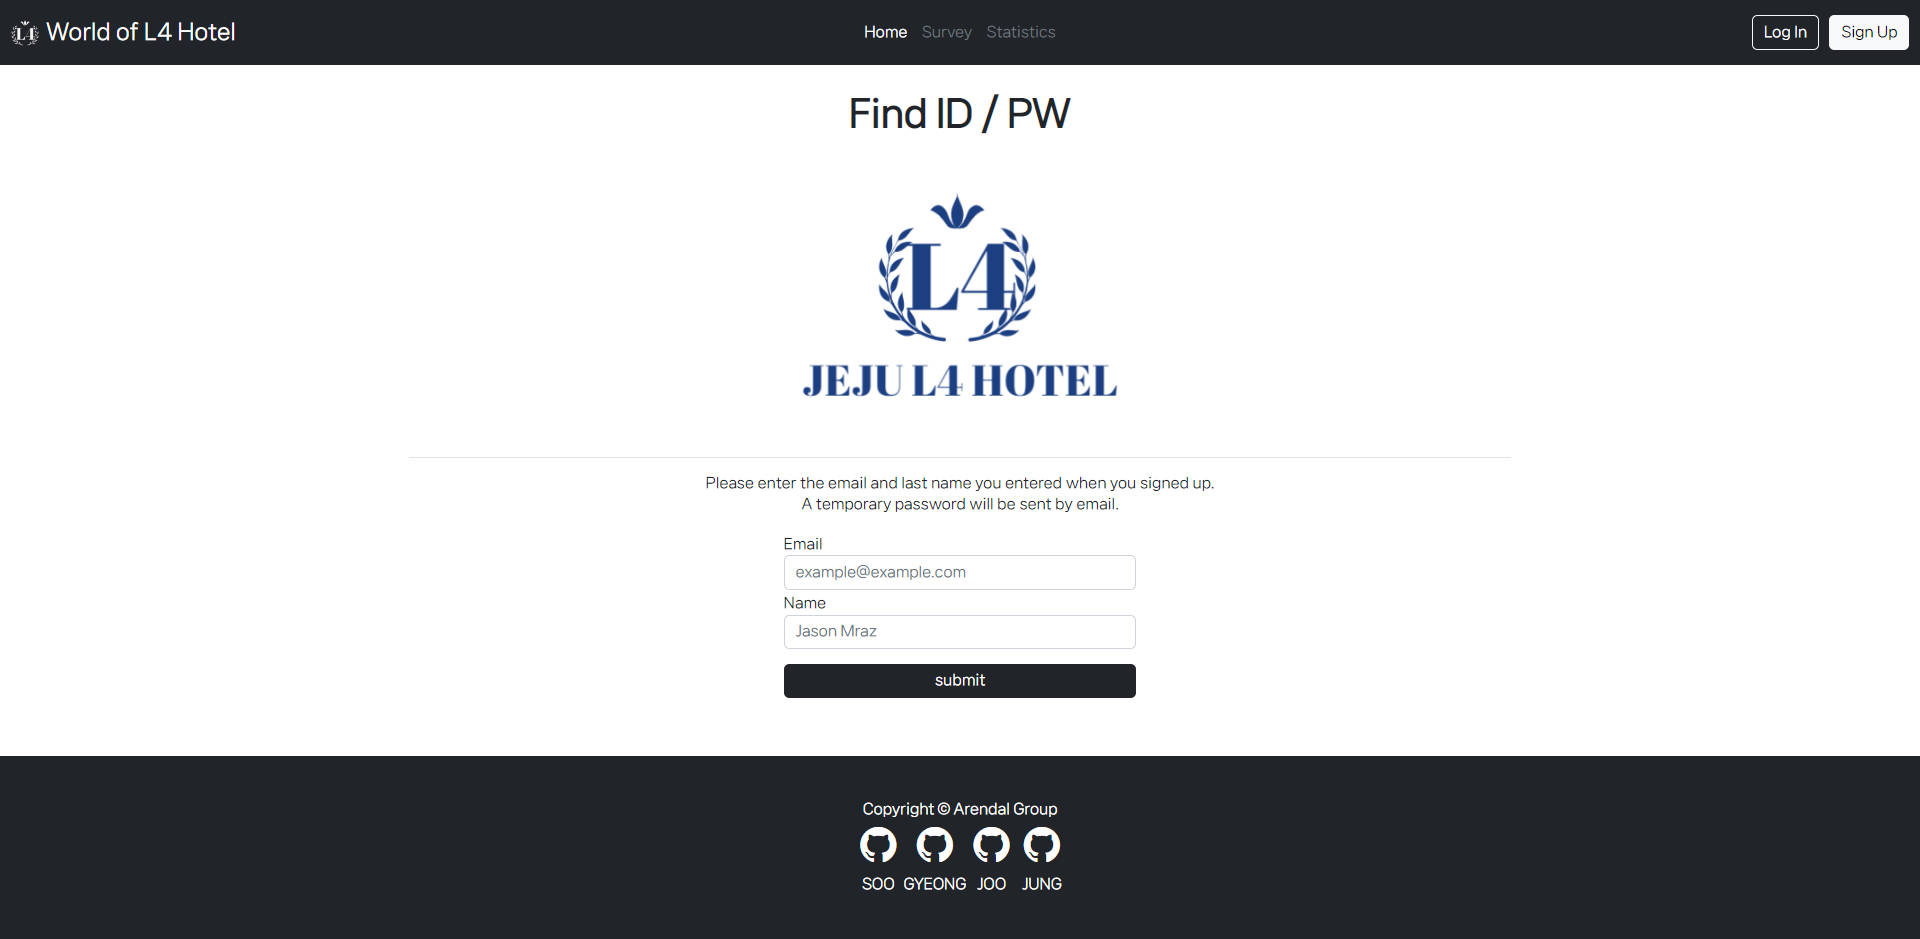 L4 World of L4 Hotel Home Survey Statistics Log In Sign Up
Find ID / PW
L4
JEJU L4 HOTEL
Please enter the email and last name you entered when you signed up.
A temporary password will be sent by email.
Email
example@example.com
Name
Jason Mraz
submit
Copyright © Arendal Group
SOO GYEONG JOO JUNG